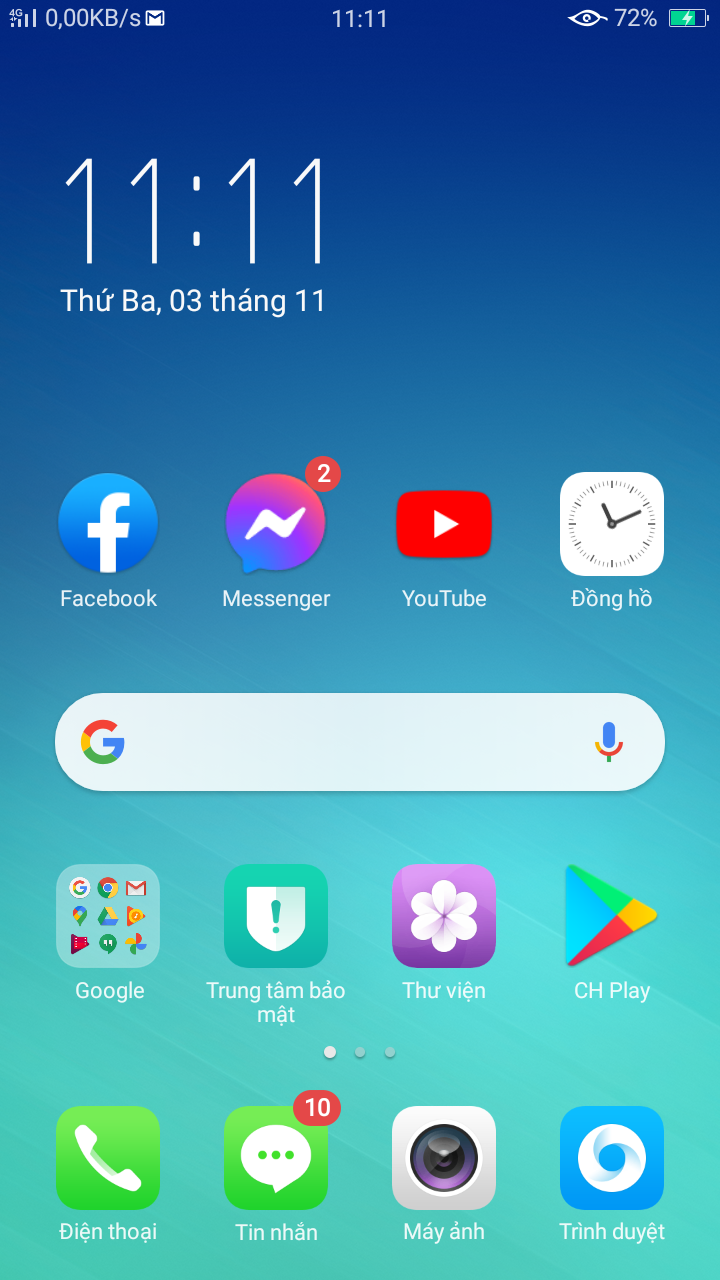 4G 0,00KB/s 11:11 72%
11:11
Thứ Ba, 03 tháng 11
2
Facebook Messenger YouTube Đồng hồ
Google Trung tâm bảo mật Thư viện CH Play
10
Điện thoại Tin nhắn Máy ảnh Trình duyệt